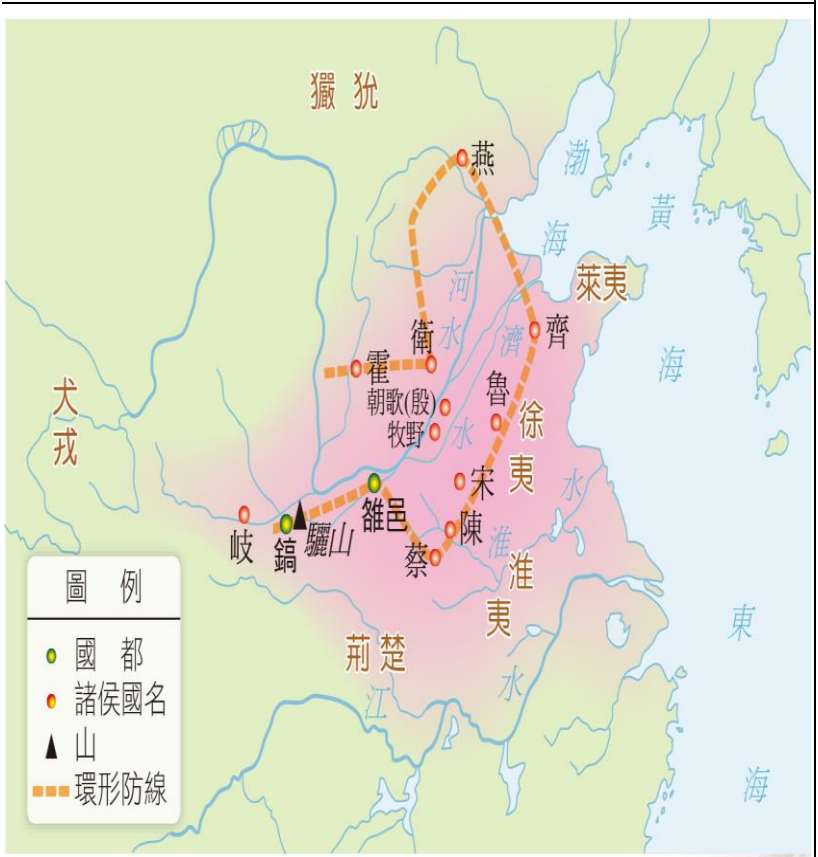 玁狁
燕
渤海
黃海
萊夷
河水
濟水
齊
衛
霍
魯
朝歌(殷)
牧野
徐夷
犬戎
宋
雒邑
陳
淮水
岐
鎬
驪山
蔡
淮夷
荊楚
江水
東海
圖例
國都
諸侯國名
山
環形防線